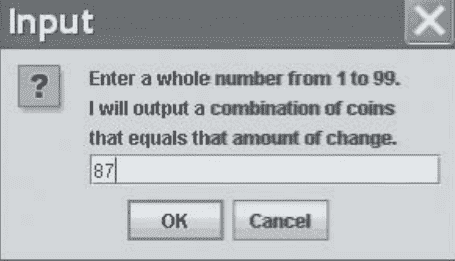 Input
?
Enter a whole number from 1 to 99.
I will output a combination of coins
that equals that amount of change.
87
OK Cancel